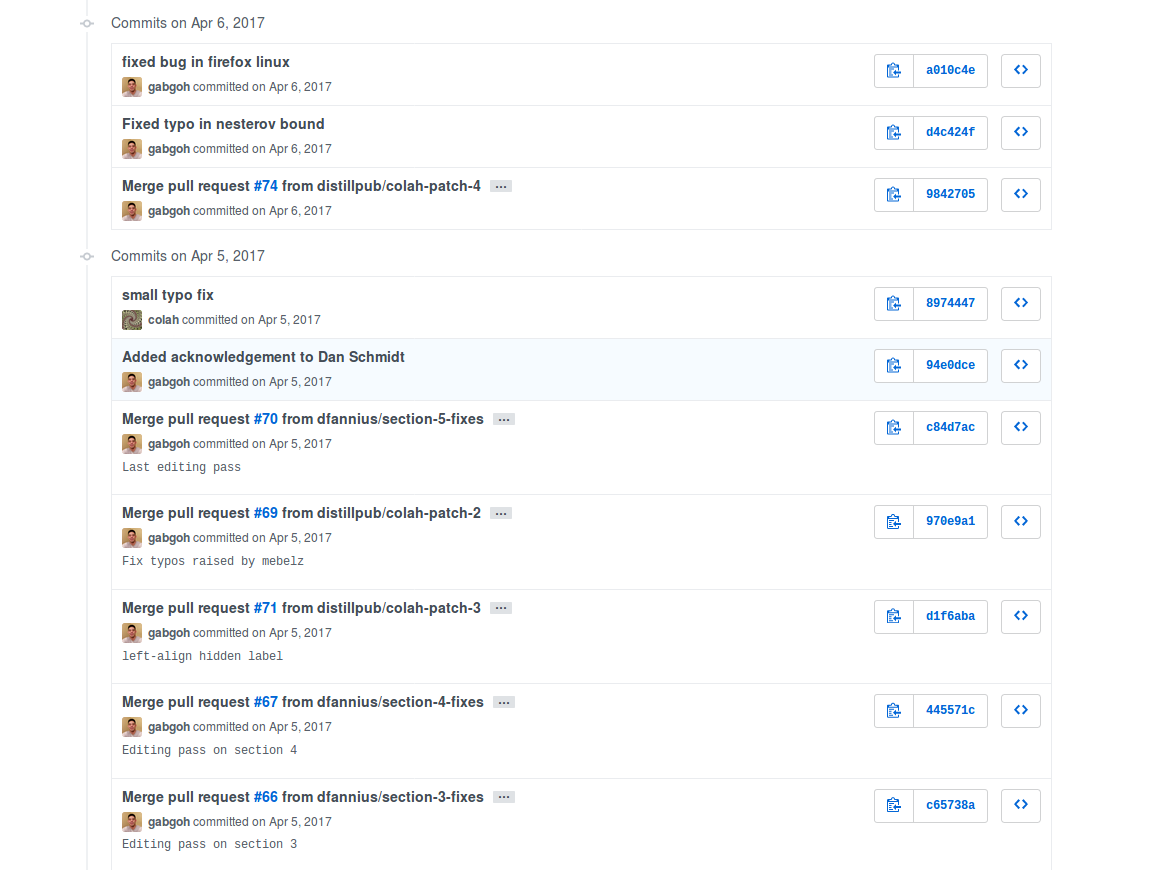 Commits on Apr 6, 2017
fixed bug in firefox linux
a010c4e
gabgoh committed on Apr 6, 2017
Fixed typo in nesterov bound
d4c424f
gabgoh committed on Apr 6, 2017
Merge pull request #74 from distillpub/colah-patch-4 …
9842705
gabgoh committed on Apr 6, 2017
Commits on Apr 5, 2017
small typo fix
8974447
colah committed on Apr 5, 2017
Added acknowledgement to Dan Schmidt
94e0dce
gabgoh committed on Apr 5, 2017
Merge pull request #70 from dfannius/section-5-fixes …
c84d7ac
gabgoh committed on Apr 5, 2017
Last editing pass
Merge pull request #69 from distillpub/colah-patch-2 …
970e9a1
gabgoh committed on Apr 5, 2017
Fix typos raised by mebelz
Merge pull request #71 from distillpub/colah-patch-3 …
d1f6aba
gabgoh committed on Apr 5, 2017
left-align hidden label
Merge pull request #67 from dfannius/section-4-fixes …
445571c
gabgoh committed on Apr 5, 2017
Editing pass on section 4
Merge pull request #66 from dfannius/section-3-fixes …
c65738a
gabgoh committed on Apr 5, 2017
Editing pass on section 3